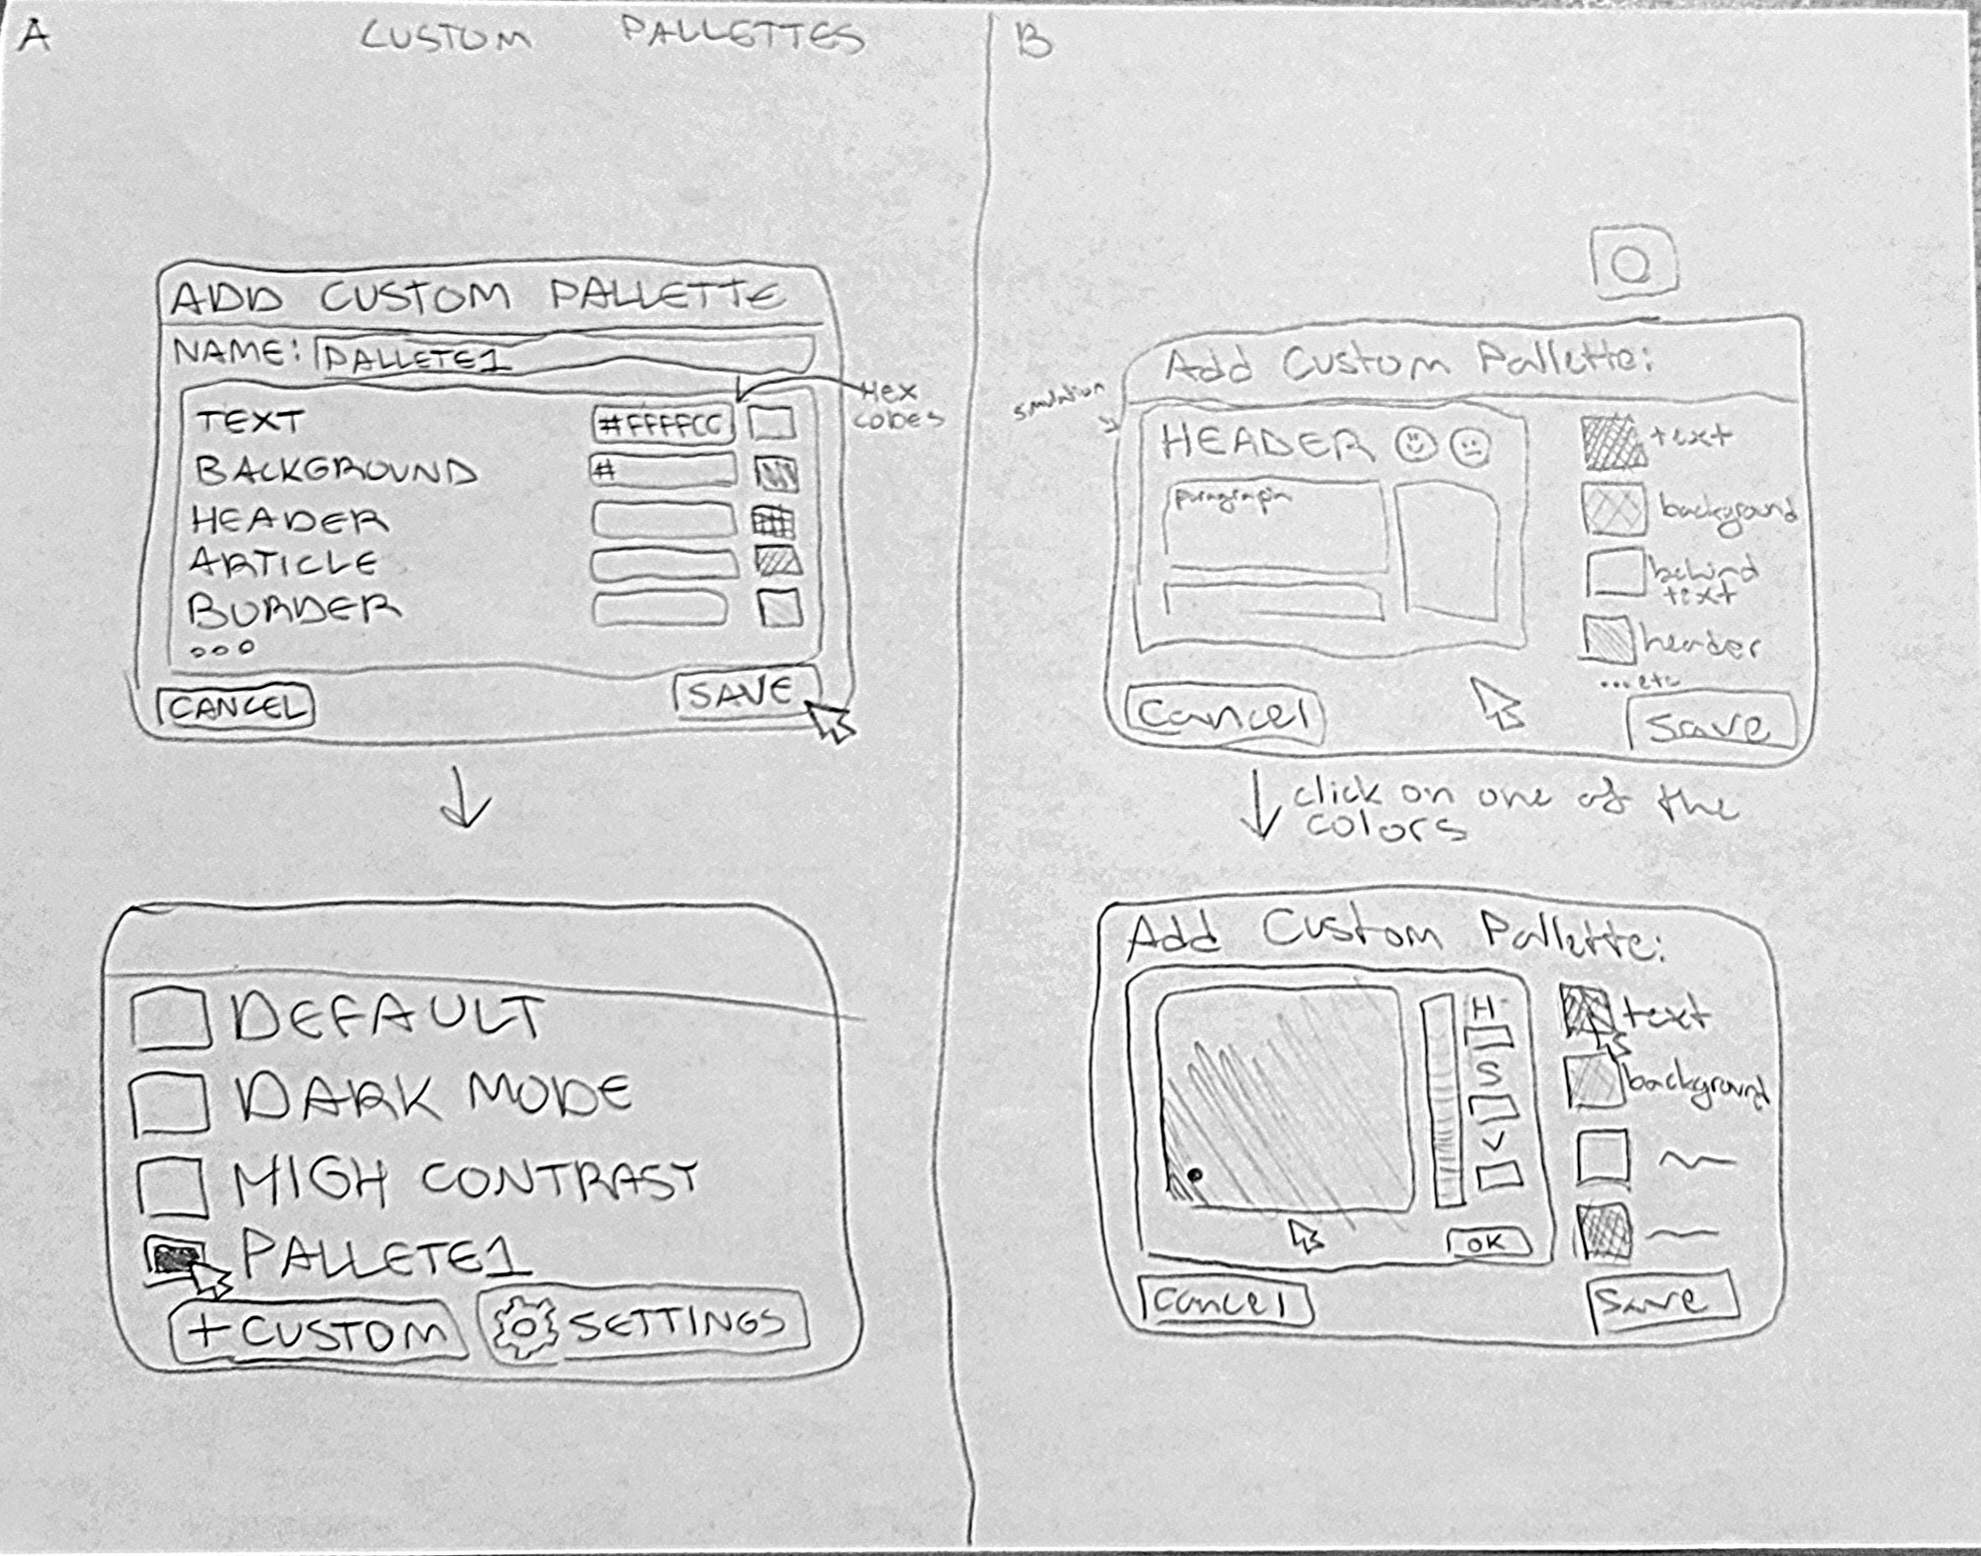 A
CUSTOM PALLETTES
ADD CUSTOM PALLETTE
NAME: PALLETE1
Hex
codes
TEXT #FFFFCC
BACKGROUND #
HEADER
ARTICLE
BURDER
...
CANCEL SAVE
DEFAULT
DARK MODE
HIGH CONTRAST
PALLETE1
+CUSTOM SETTINGS
B
Add Custom Pallette:
simulation
HEADER
paragraph
text
background
behind
text
header
...etc
Cancel Save
click on one of the
colors
Add Custom Pallette:
H
S
V
OK
text
background
Cancel Save